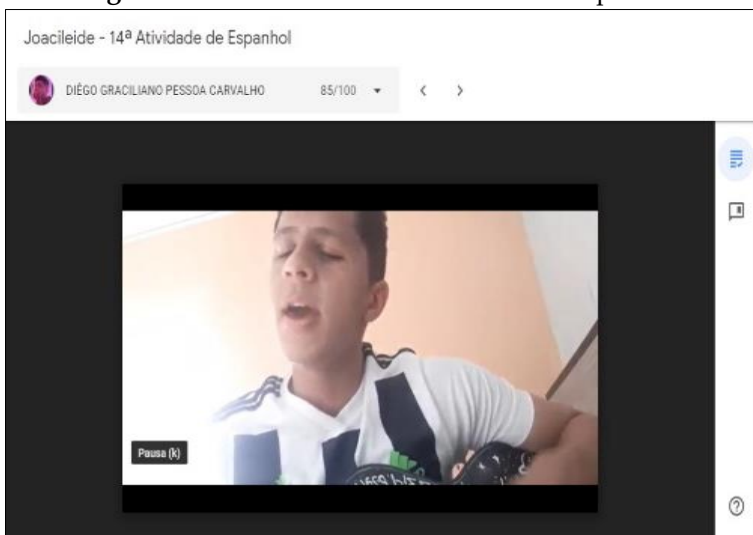 Joacileide - 14ª Atividade de Espanhol
DIÊGO GRACILIANO PESSOA CARVALHO 85/100
Pausa (k)